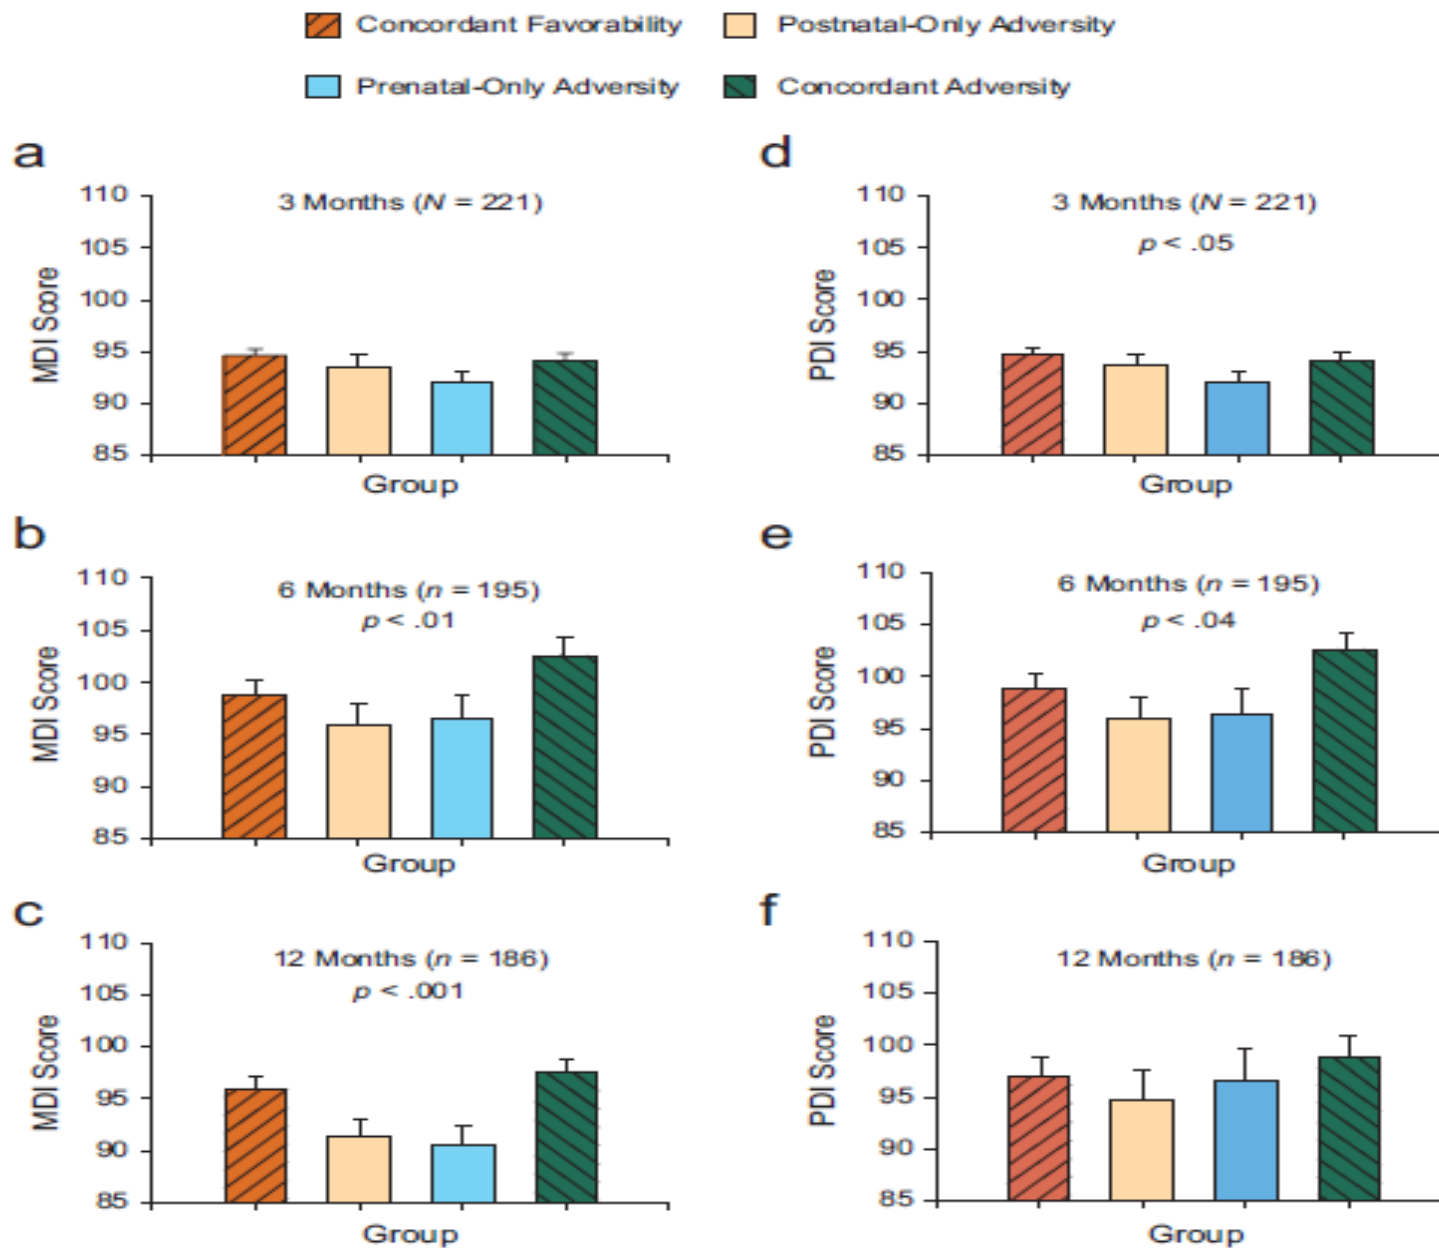 Concordant Favorability
Postnatal-Only Adversity
Prenatal-Only Adversity
Concordant Adversity
a
3 Months (N = 221)
110
105
100
95
90
85
MDI Score
Group
d
3 Months (N = 221)
p < .05
110
105
100
95
90
85
PDI Score
Group
b
6 Months (n = 195)
p < .01
110
105
100
95
90
85
MDI Score
Group
e
6 Months (n = 195)
p < .04
110
105
100
95
90
85
PDI Score
Group
c
12 Months (n = 186)
p < .001
110
105
100
95
90
85
MDI Score
Group
f
12 Months (n = 186)
110
105
100
95
90
85
PDI Score
Group